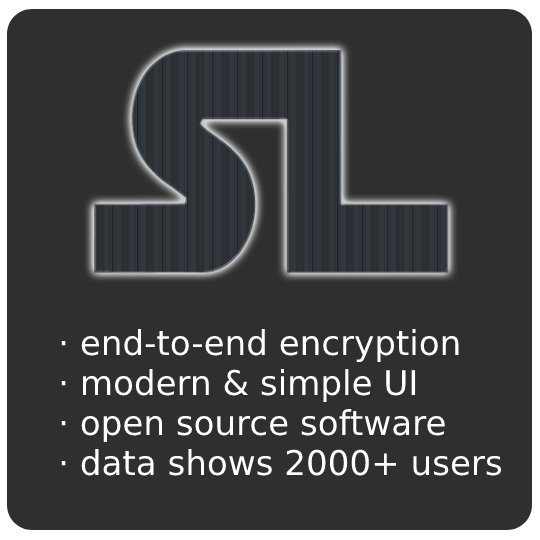 SL
· end-to-end encryption
· modern & simple UI
· open source software
· data shows 2000+ users